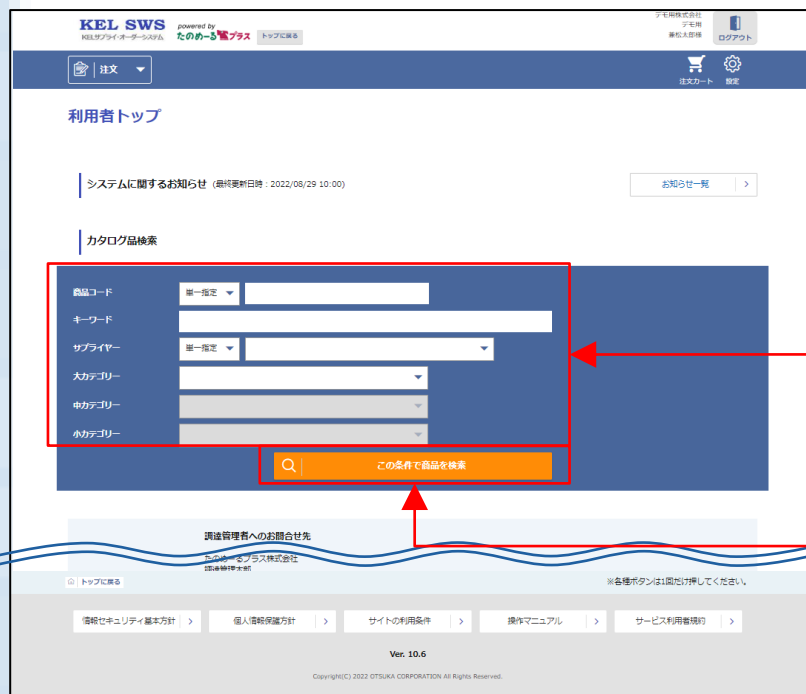 KEL SWS
KELサプライ・オーダーシステム
powered by
たのめーるプラス
トップに戻る
デモ用株式会社
デモ用
兼松太郎様
ログアウト
注文
注文カート
設定
利用者トップ
システムに関するお知らせ (最終更新日時：2022/08/29 10:00)
お知らせ一覧
カタログ品検索
商品コード
単一指定
キーワード
サプライヤー
単一指定
大カテゴリー
中カテゴリー
小カテゴリー
この条件で商品を検索
調達管理者へのお問合せ先
たのめーるプラス株式会社
調達管理本部
トップに戻る
※各種ボタンは1回だけ押してください。
情報セキュリティ基本方針
個人情報保護方針
サイトの利用条件
操作マニュアル
サービス利用者規約
Ver. 10.6
Copyright(C) 2022 OTSUKA CORPORATION All Rights Reserved.